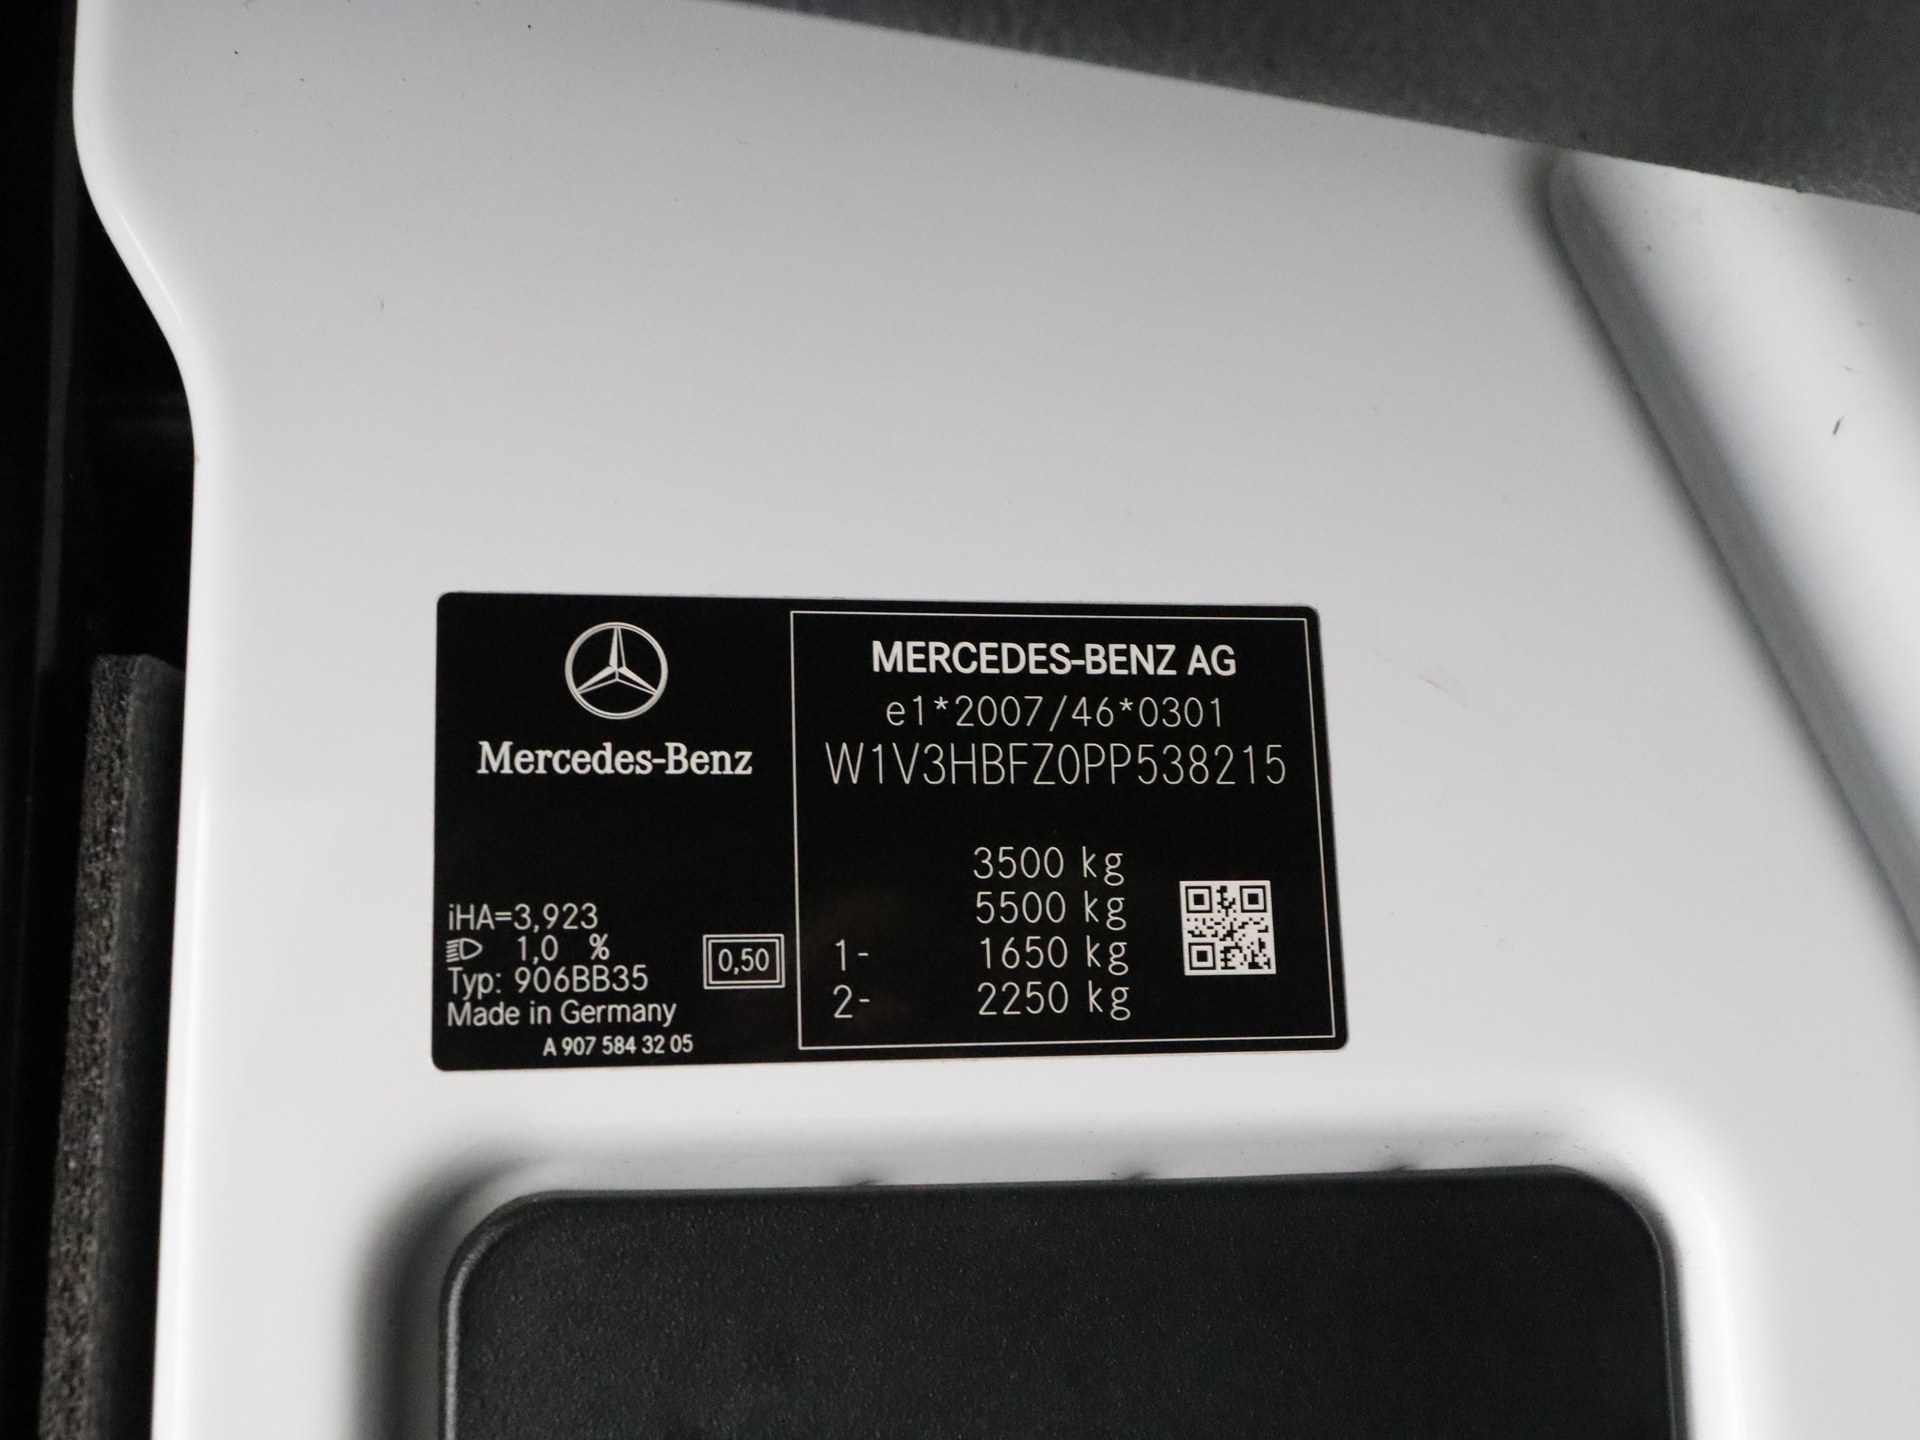 Mercedes-Benz
iHA=3,923
1,0 %
Typ: 906BB35
Made in Germany
A 907 584 32 05
0,50
MERCEDES-BENZ AG
e1*2007/46*0301
W1V3HBFZ0PP538215
3500 kg
5500 kg
1- 1650 kg
2- 2250 kg